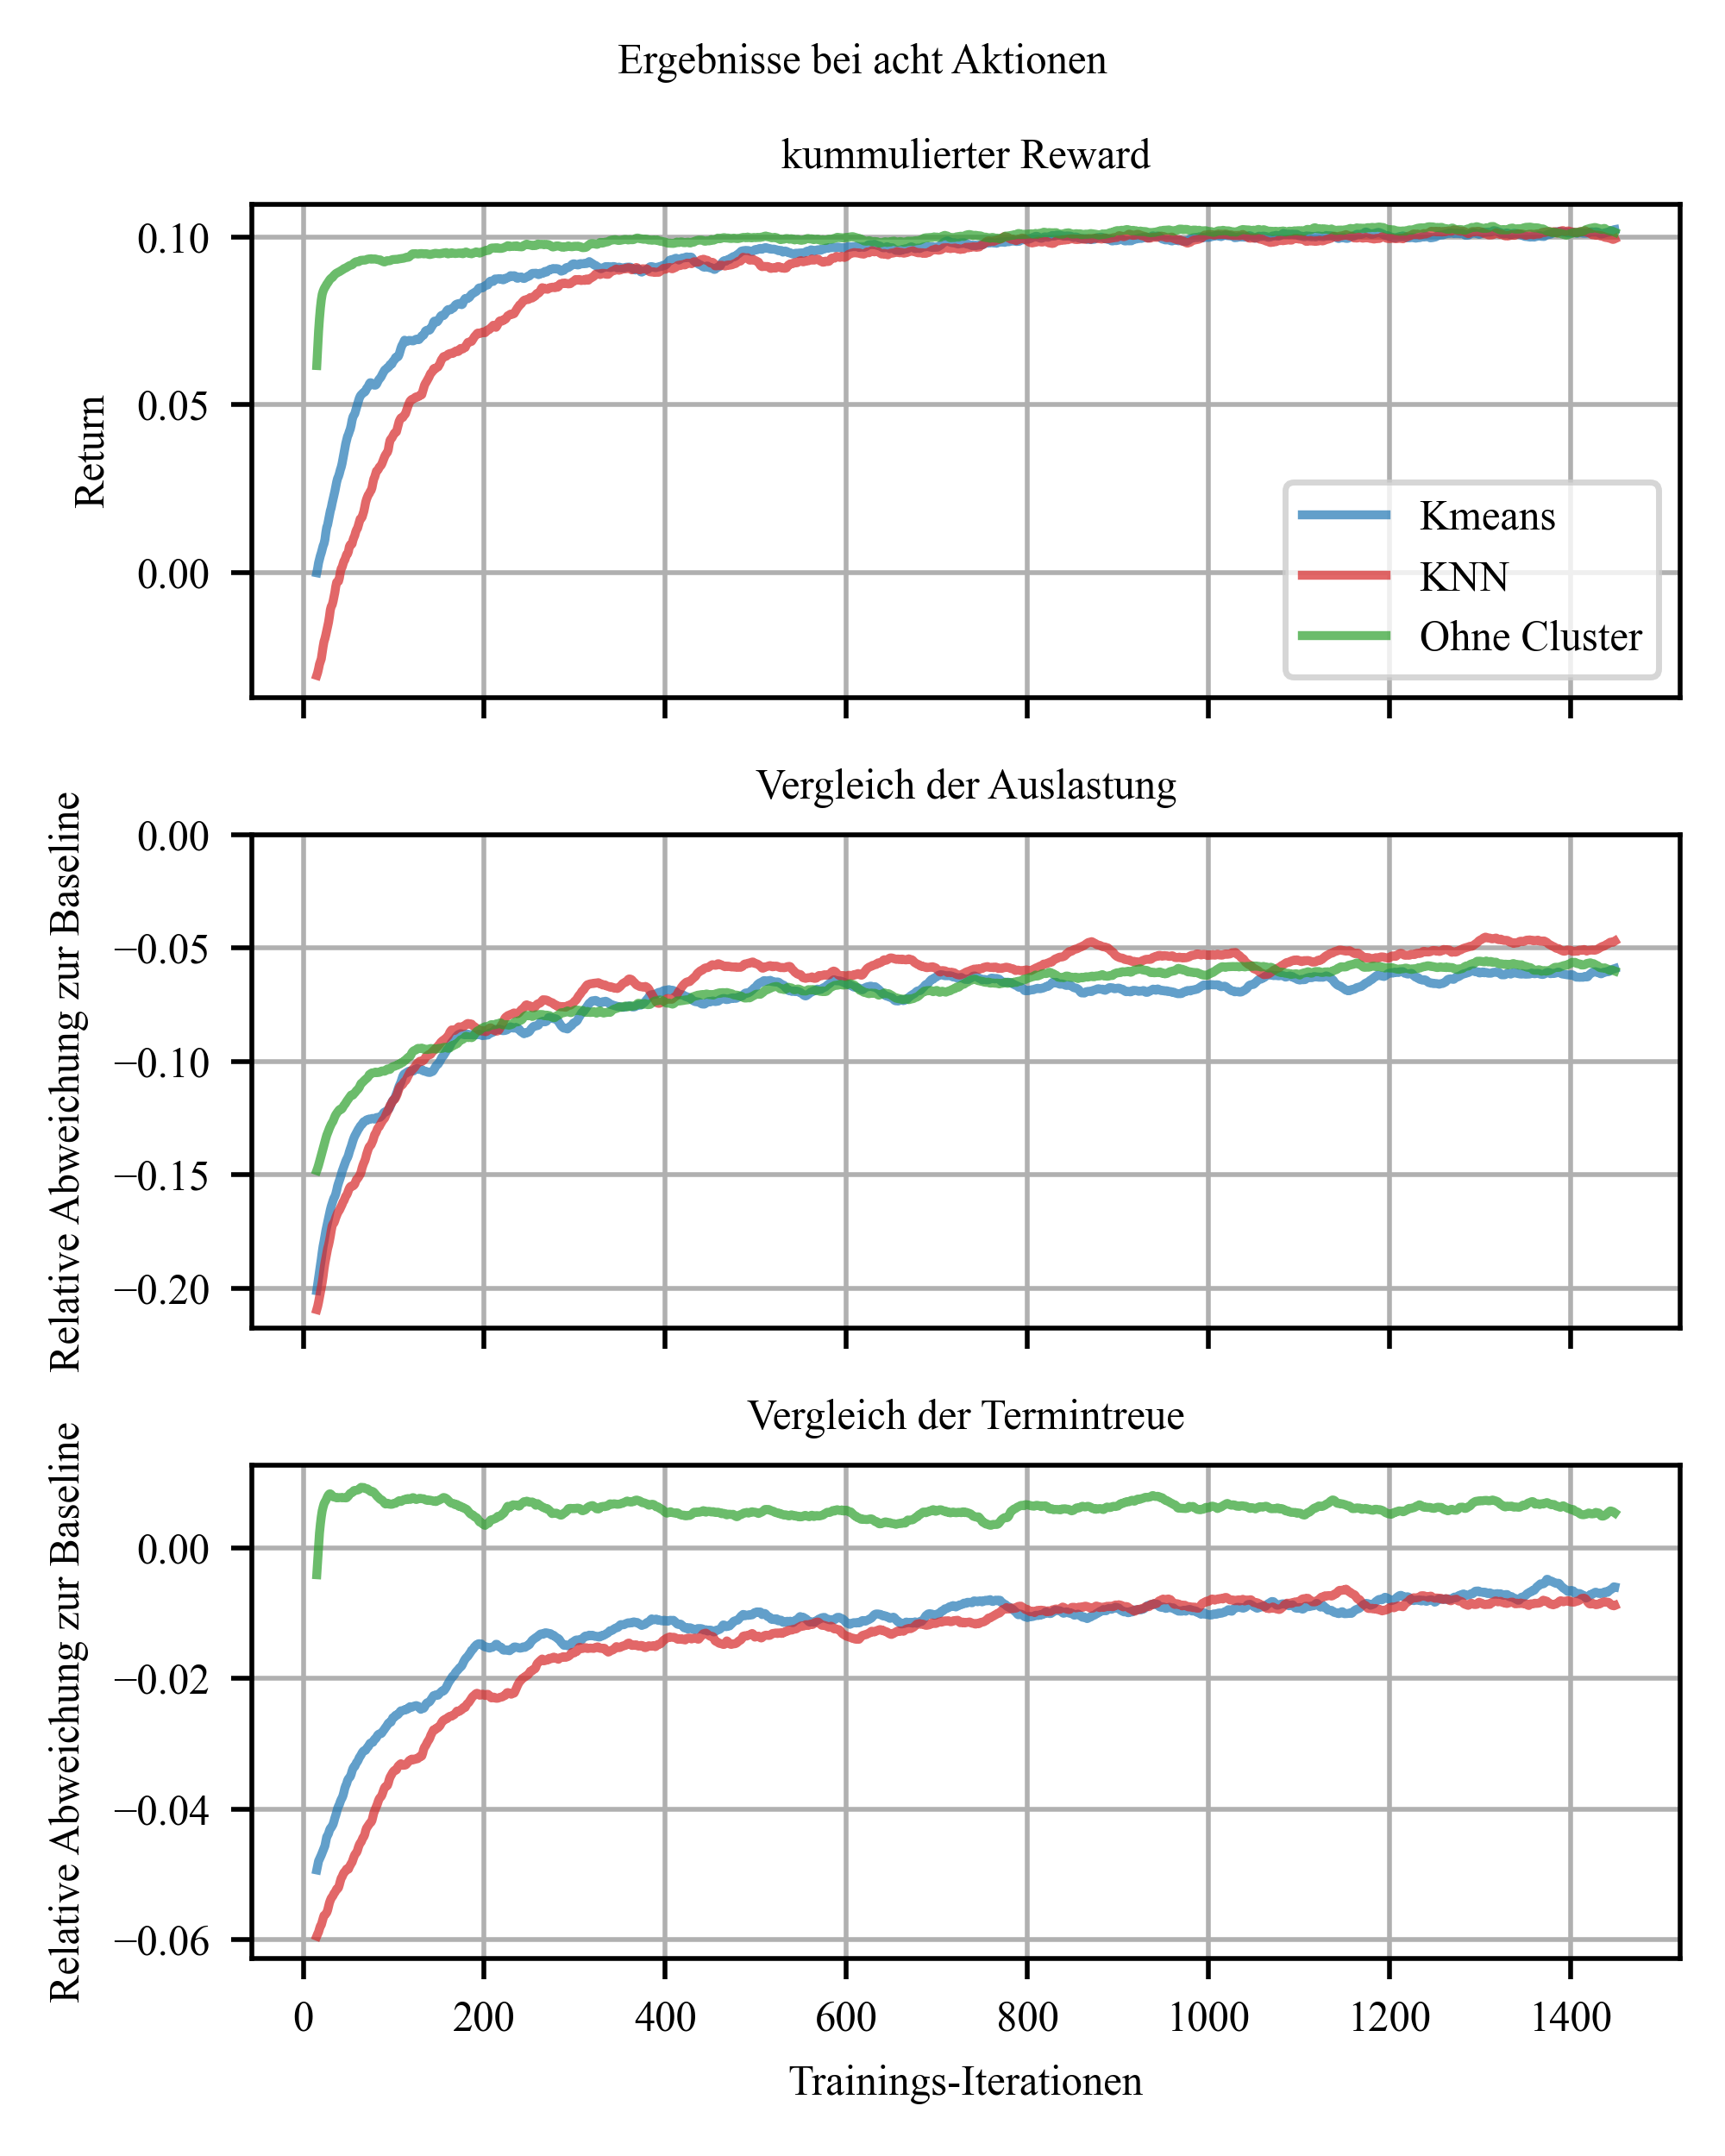 Ergebnisse bei acht Aktionen
kummulierter Reward
0.10
0.05
0.00
Return
Kmeans
KNN
Ohne Cluster
Vergleich der Auslastung
0.00
−0.05
−0.10
−0.15
−0.20
Relative Abweichung zur Baseline
Vergleich der Termintreue
0.00
−0.02
−0.04
−0.06
Relative Abweichung zur Baseline
0 200 400 600 800 1000 1200 1400
Trainings-Iterationen